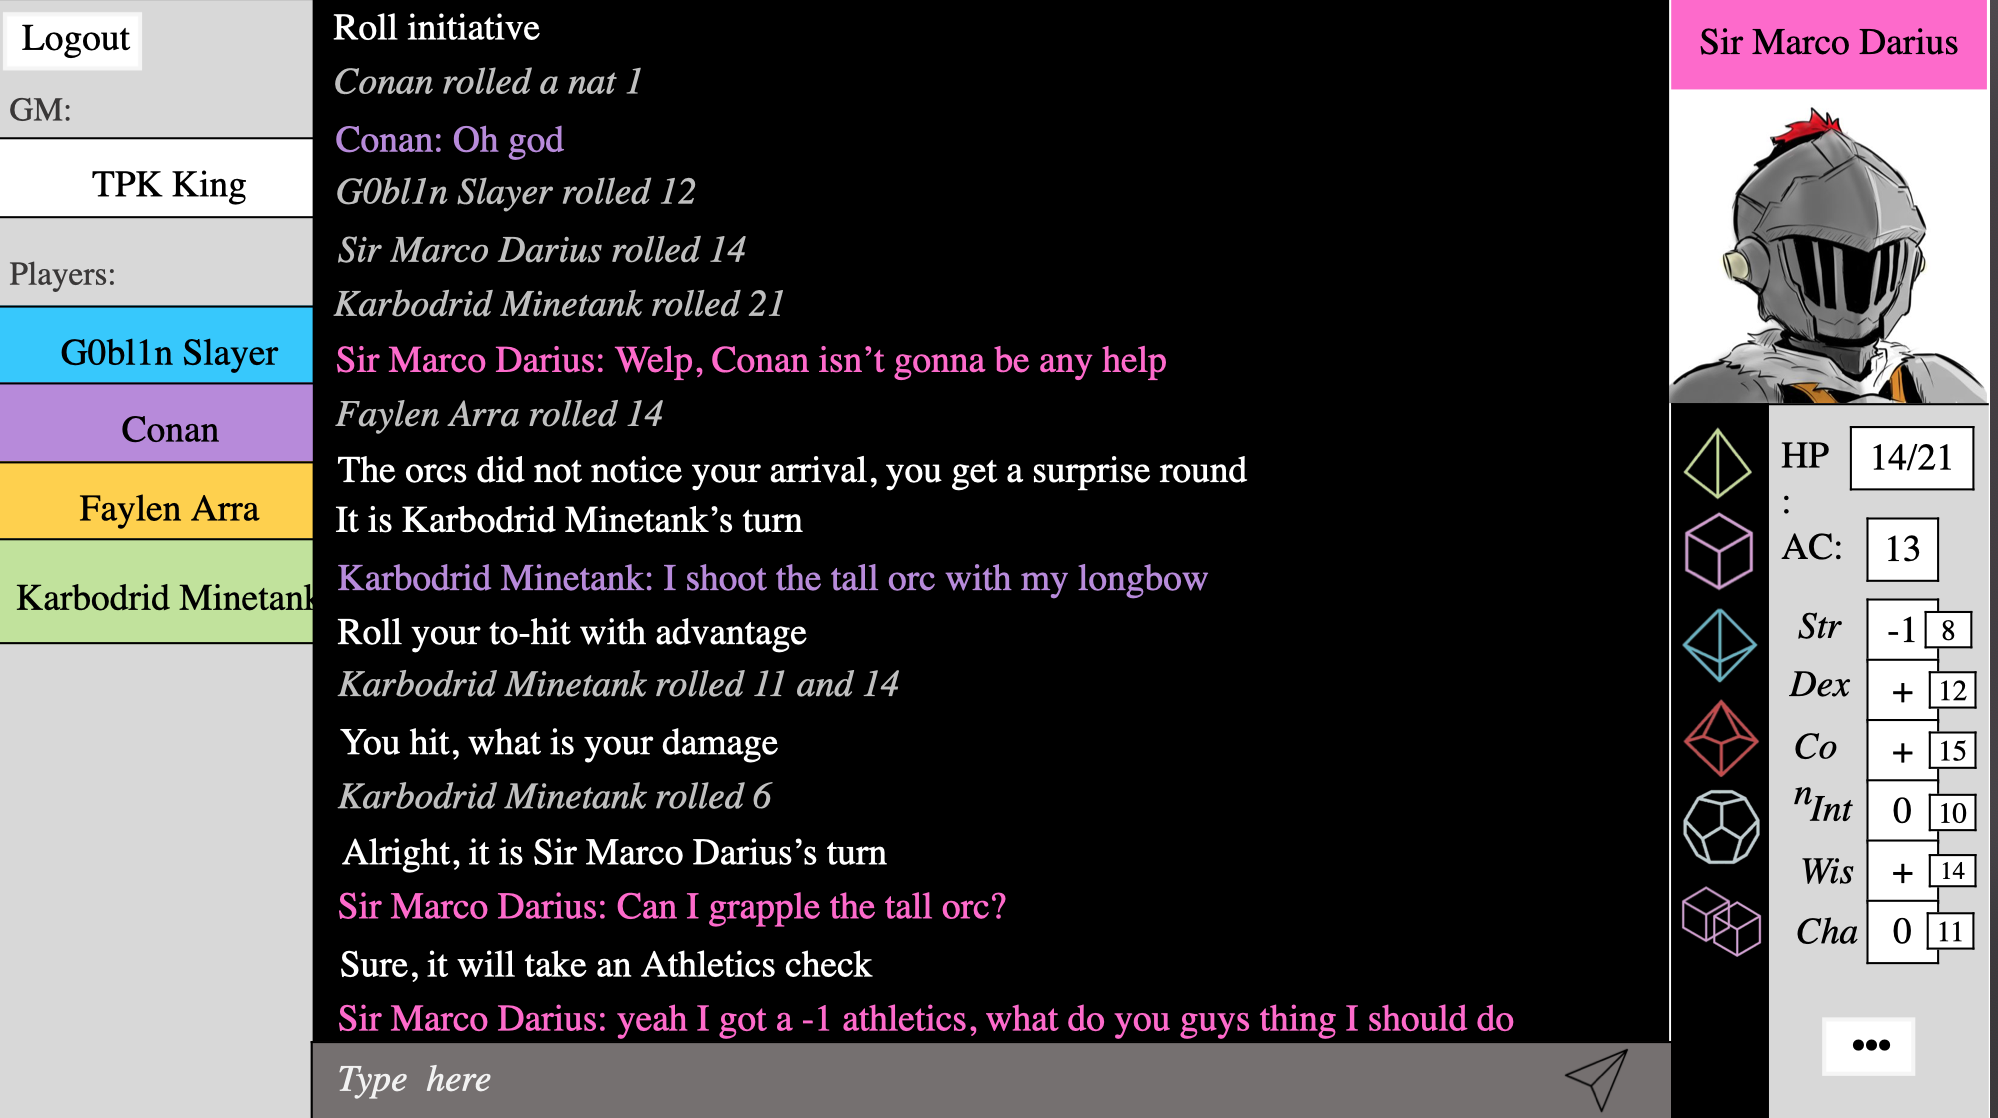 Logout
GM:
TPK King
Players:
G0bl1n Slayer
Conan
Faylen Arra
Karbodrid Minetank
Roll initiative
Conan rolled a nat 1
Conan: Oh god
G0bl1n Slayer rolled 12
Sir Marco Darius rolled 14
Karbodrid Minetank rolled 21
Sir Marco Darius: Welp, Conan isn’t gonna be any help
Faylen Arra rolled 14
The orcs did not notice your arrival, you get a surprise round
It is Karbodrid Minetank’s turn
Karbodrid Minetank: I shoot the tall orc with my longbow
Roll your to-hit with advantage
Karbodrid Minetank rolled 11 and 14
You hit, what is your damage
Karbodrid Minetank rolled 6
Alright, it is Sir Marco Darius’s turn
Sir Marco Darius: Can I grapple the tall orc?
Sure, it will take an Athletics check
Sir Marco Darius: yeah I got a -1 athletics, what do you guys thing I should do
Type here
Sir Marco Darius
HP
:
14/21
AC: 13
Str -1 8
Dex + 12
Co + 15
n
Int 0 10
Wis + 14
Cha 0 11
•••